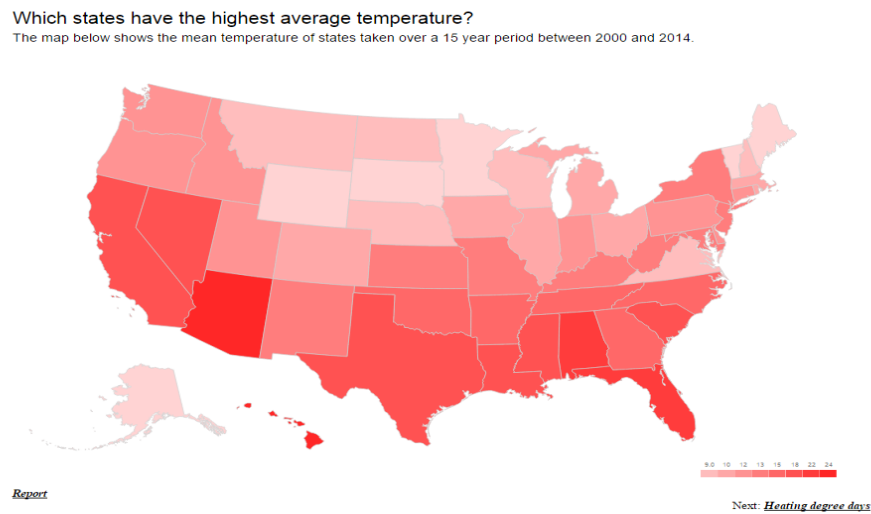 Which states have the highest average temperature?
The map below shows the mean temperature of states taken over a 15 year period between 2000 and 2014.
9.0 10 12 13 15 18 22 24
Report
Next: Heating degree days